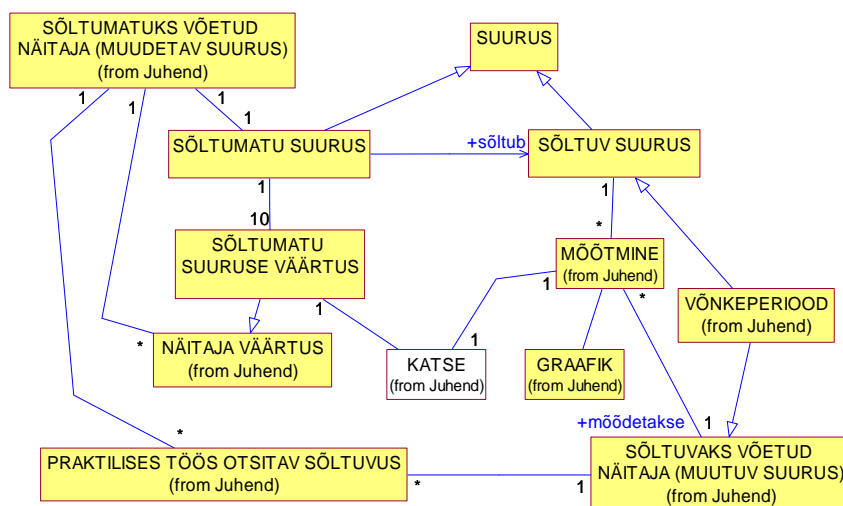 SÕLTUMATUKS VÕETUD
NÄITAJA (MUUDETAV SUURUS)
(from Juhend)
SUURUS
1
1
1
1
SÕLTUMATU SUURUS
+sõltub
SÕLTUV SUURUS
1
1
10
*
SÕLTUMATU
SUURUSE VÄÄRTUS
MÕÕTMINE
(from Juhend)
1
1
*
VÕNKEPERIOOD
(from Juhend)
*
1
NÄITAJA VÄÄRTUS
(from Juhend)
KATSE
(from Juhend)
GRAAFIK
(from Juhend)
+mõõdetakse
1
*
PRAKTILISES TÖÖS OTSITAV SÕLTUVUS
(from Juhend)
*
1
SÕLTUVAKS VÕETUD
NÄITAJA (MUUTUV SUURUS)
(from Juhend)